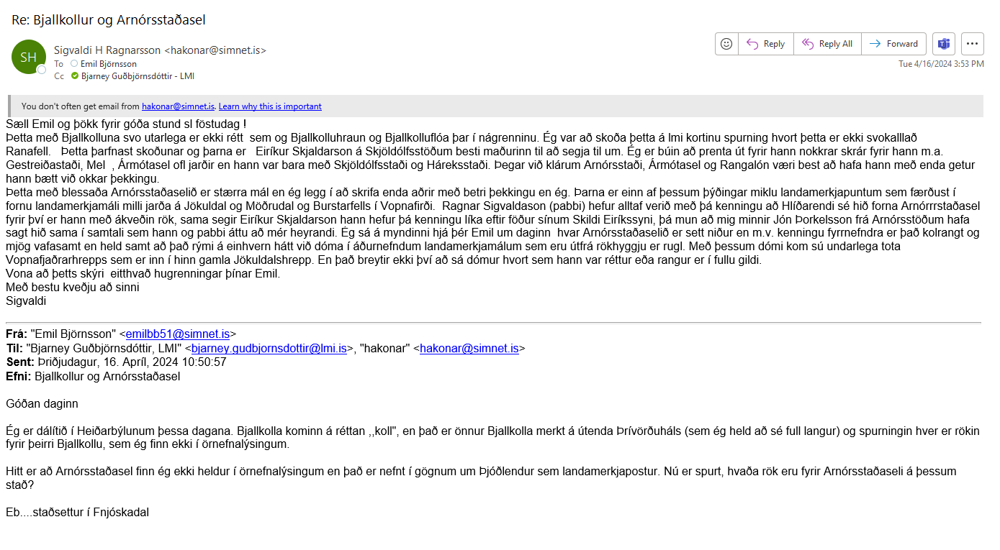 Re: Bjallkollur og Arnórsstaðasel
SH
Sigvaldi H Ragnarsson <hakonar@simnet.is>
To Emil Björnsson
Cc Bjarney Guðbjörnsdóttir - LMI
Reply
Reply All
Forward
Tue 4/16/2024 3:53 PM
You don't often get email from hakonar@simnet.is. Learn why this is important
Sæll Emil og þökk fyrir góða stund sl föstudag !
Þetta með Bjallkolluna svo utarlega er ekki rétt sem og Bjallkolluhraun og Bjallkolluflóa þar í nágrenninu. Ég var að skoða þetta á lmi kortinu spurning hvort þetta er ekki svokalllað
Ranafell. Þetta þarfnast skoðunar og þarna er Eiríkur Skjaldarson á Skjöldólfsstöðum besti maðurinn til að segja til um. Ég er búin að prenta út fyrir hann nokkrar skrár fyrir hann m.a.
Gestreiðastaði, Mel , Ármótasel ofl jarðir en hann var bara með Skjöldólfsstaði og Háreksstaði. Þegar við klárum Arnórsstaði, Ármótasel og Rangalón væri best að hafa hann með enda getur
hann bætt við okkar þekkingu.
Þetta með blessaða Arnórsstaðaselið er stærra mál en ég legg í að skrifa enda aðrir með betri þekkingu en ég. Þarna er einn af þessum þýðingar miklu landamerkjapuntum sem færðust í
fornu landamerkjamáli milli jarða á Jökuldal og Möðrudal og Burstarfells í Vopnafirði. Ragnar Sigvaldason (pabbi) hefur alltaf verið með þá kenningu að Hlíðarendi sé hið forna Arnórrrstaðasel
fyrir því er hann með ákveðin rök, sama segir Eiríkur Skjaldarson hann hefur þá kenningu líka eftir föður sínum Skildi Eiríkssyni, þá mun að mig minnir Jón Þorkelsson frá Arnórsstöðum hafa
sagt hið sama í samtali sem hann og pabbi áttu að mér heyrandi. Ég sá á myndinni hjá þér Emil um daginn hvar Arnórsstaðaselið er sett niður en m.v. kenningu fyrrnefndra er það kolrangt og
mjög vafasamt en held samt að það rými á einhvern hátt við dóma í áðurnefndum landamerkjamálum sem eru útfrá rökhyggju er rugl. Með þessum dómi kom sú undarlega tota
Vopnafjaðrarhrepps sem er inn í hinn gamla Jökuldalshrepp. En það breytir ekki því að sá dómur hvort sem hann var réttur eða rangur er í fullu gildi.
Vona að þetts skýri eitthvað hugrenningar þínar Emil.
Með bestu kveðju að sinni
Sigvaldi
Frá: "Emil Björnsson" <emilbb51@simnet.is>
Til: "Bjarney Guðbjörnsdóttir, LMI" <bjarney.gudbjornsdottir@lmi.is>, "hakonar" <hakonar@simnet.is>
Sent: Þriðjudagur, 16. Apríl, 2024 10:50:57
Efni: Bjallkollur og Arnórsstaðasel
Góðan daginn
Ég er dálítið í Heiðarbýlunum þessa dagana. Bjallkolla kominn á réttan ,,koll", en það er önnur Bjallkolla merkt á útenda Þrívörðuháls (sem ég held að sé full langur) og spurningin hver er rökin
fyrir þeirri Bjallkollu, sem ég finn ekki í örnefnalýsingum.
Hitt er að Arnórsstaðasel finn ég ekki heldur í örnefnalýsingum en það er nefnt í gögnum um Þjóðlendur sem landamerkjapostur. Nú er spurt, hvaða rök eru fyrir Arnórsstaðaseli á þessum
stað?
Eb....staðsettur í Fnjóskadal